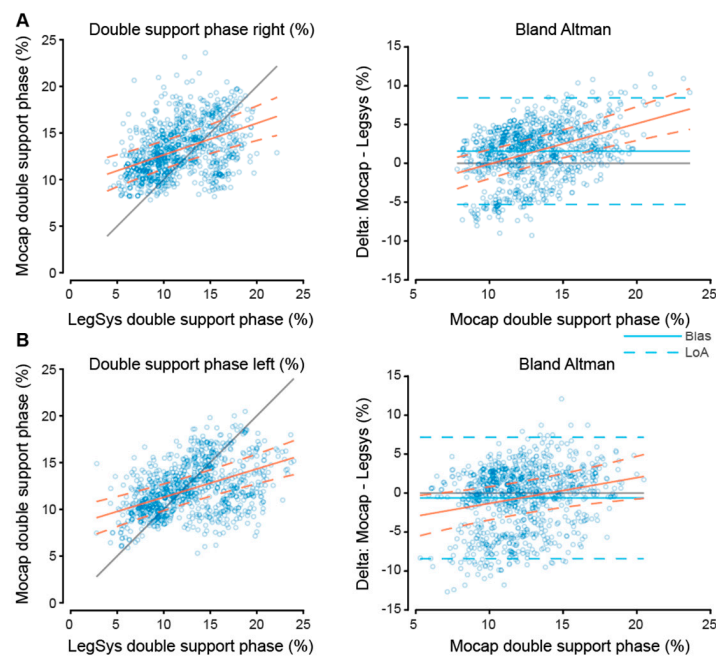 A
Double support phase right (%)
Mocap double support phase (%)
25
20
15
10
5
0
0 5 10 15 20 25
LegSys double support phase (%)
Bland Altman
Delta: Mocap - Legsys (%)
15
10
5
0
-5
-10
-15
5 10 15 20 25
Mocap double support phase (%)
Bias
LoA
B
Double support phase left (%)
Mocap double support phase (%)
25
20
15
10
5
0
0 5 10 15 20 25
LegSys double support phase (%)
Bland Altman
Delta: Mocap - Legsys (%)
15
10
5
0
-5
-10
-15
5 10 15 20 25
Mocap double support phase (%)